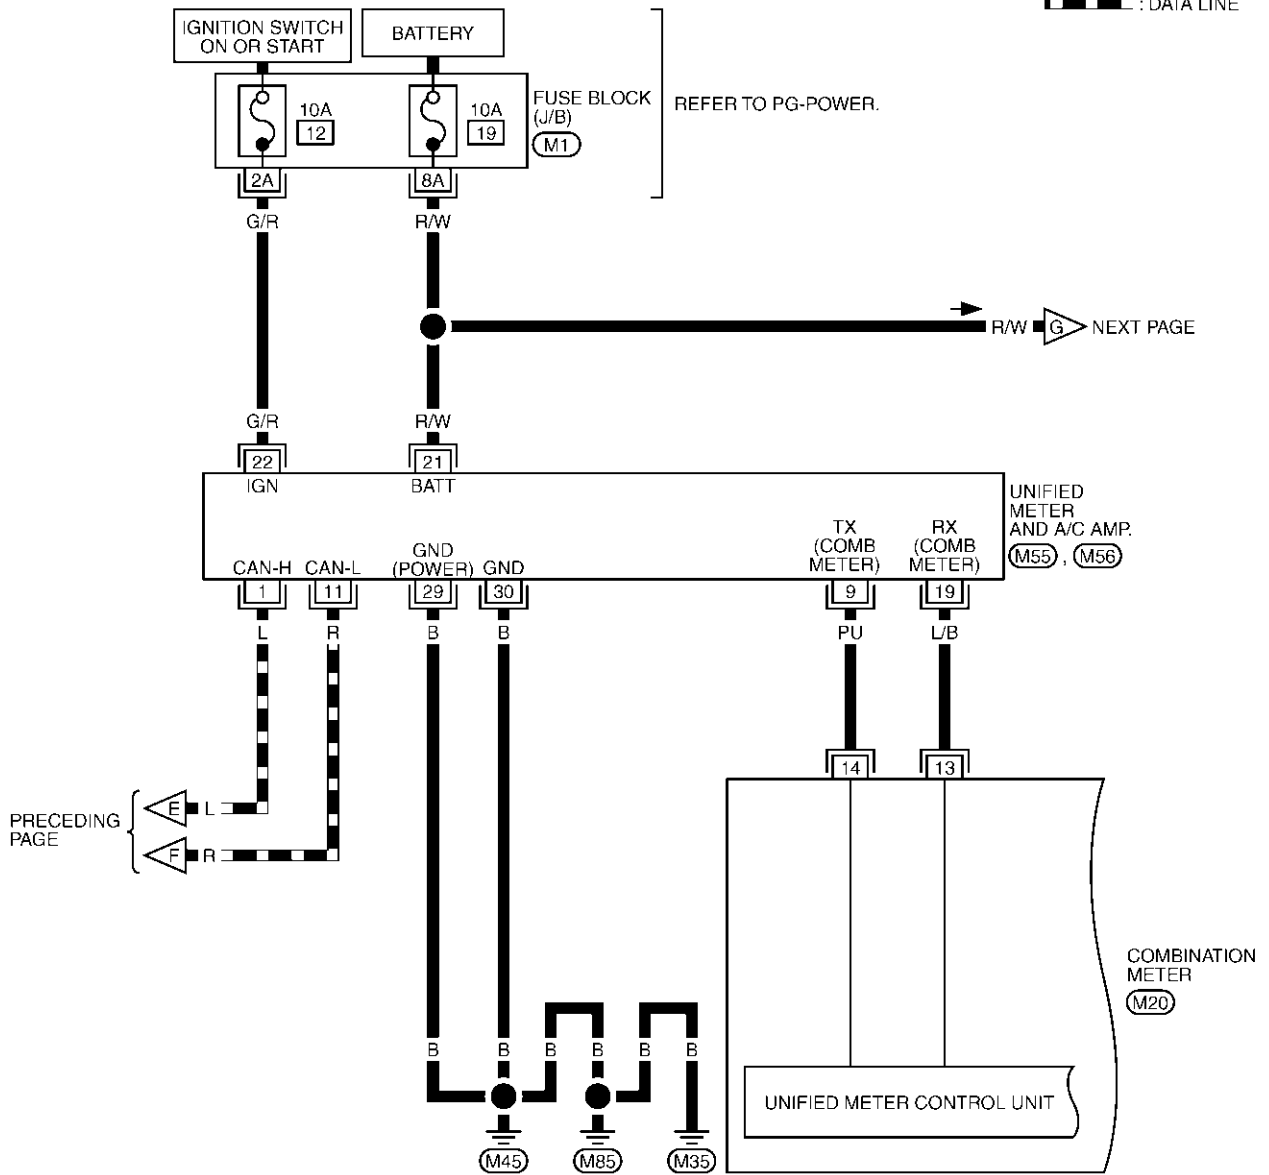 : DATA LINE
IGNITION SWITCH
ON OR START
BATTERY
10A
12
10A
19
FUSE BLOCK
(J/B)
M1
REFER TO PG-POWER.
2A
8A
G/R
R/W
R/W
G
NEXT PAGE
G/R
R/W
22
21
IGN
BATT
UNIFIED
METER
AND A/C AMP.
M55 , M56
TX
(COMB
METER)
RX
(COMB
METER)
CAN-H
CAN-L
GND
(POWER)
GND
1
11
29
30
9
19
L
R
B
B
PU
L/B
14
13
PRECEDING
PAGE
E
L
F
R
COMBINATION
METER
M20
B
B
B
B
B
B
UNIFIED METER CONTROL UNIT
M45
M85
M35